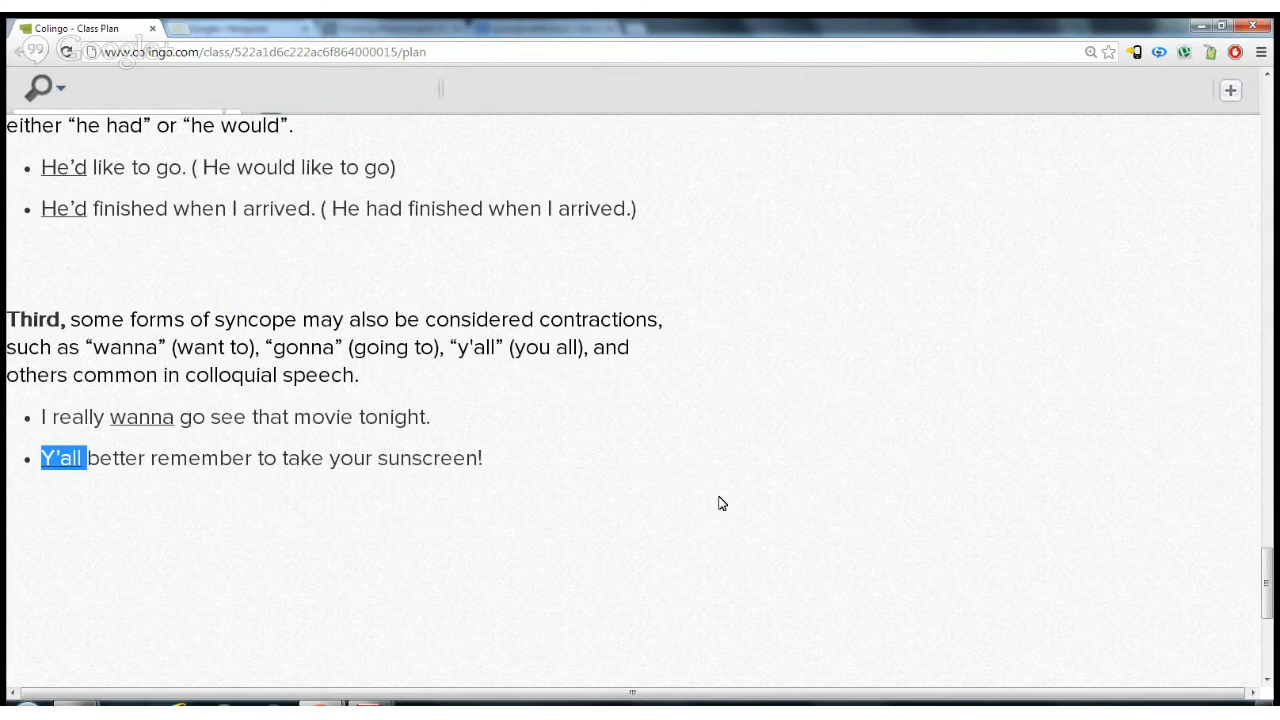 Colingo - Class Plan
Google+
www.colingo.com/class/522a1d6c222ac6f864000015/plan
either “he had” or “he would”.
• He’d like to go. ( He would like to go)
• He’d finished when I arrived. ( He had finished when I arrived.)
Third, some forms of syncope may also be considered contractions,
such as “wanna” (want to), “gonna” (going to), “y'all” (you all), and
others common in colloquial speech.
• I really wanna go see that movie tonight.
• Y’all better remember to take your sunscreen!